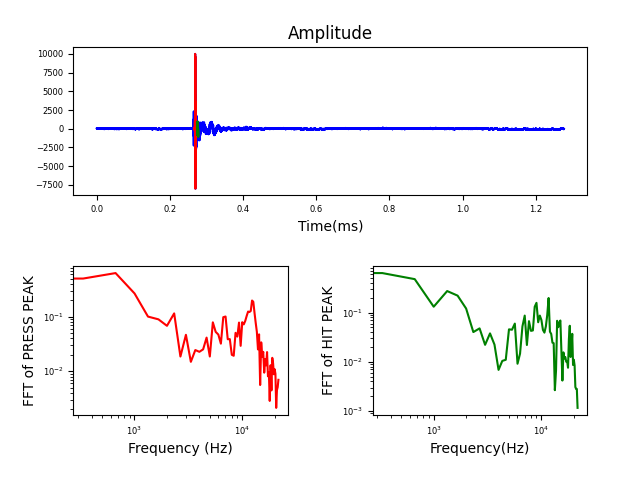 Amplitude
10000
7500
5000
2500
0
−2500
−5000
−7500
0.0 0.2 0.4 0.6 0.8 1.0 1.2
Time(ms)
FFT of PRESS PEAK
10⁻¹
10⁻²
10³ 10⁴
Frequency (Hz)
FFT of HIT PEAK
10⁻¹
10⁻²
10⁻³
10³ 10⁴
Frequency(Hz)